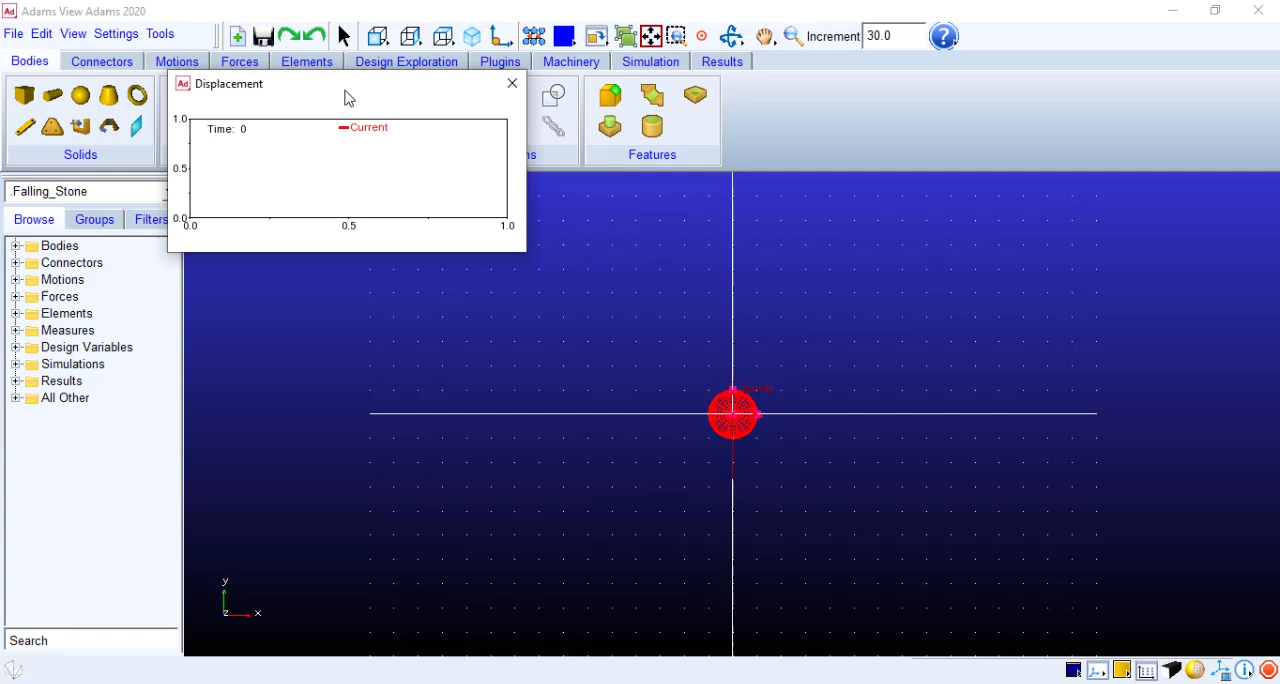 Adams View Adams 2020
File Edit View Settings Tools
Increment 30.0
Bodies Connectors Motions Forces Elements Design Exploration Plugins Machinery Simulation Results
Displacement
Time: 0
Current
1.0
0.5
0.0
0.0 0.5 1.0
Solids
Features
.Falling_Stone
Browse Groups Filters
Bodies
Connectors
Motions
Forces
Elements
Measures
Design Variables
Simulations
Results
All Other
gravity
y
z
x
Search